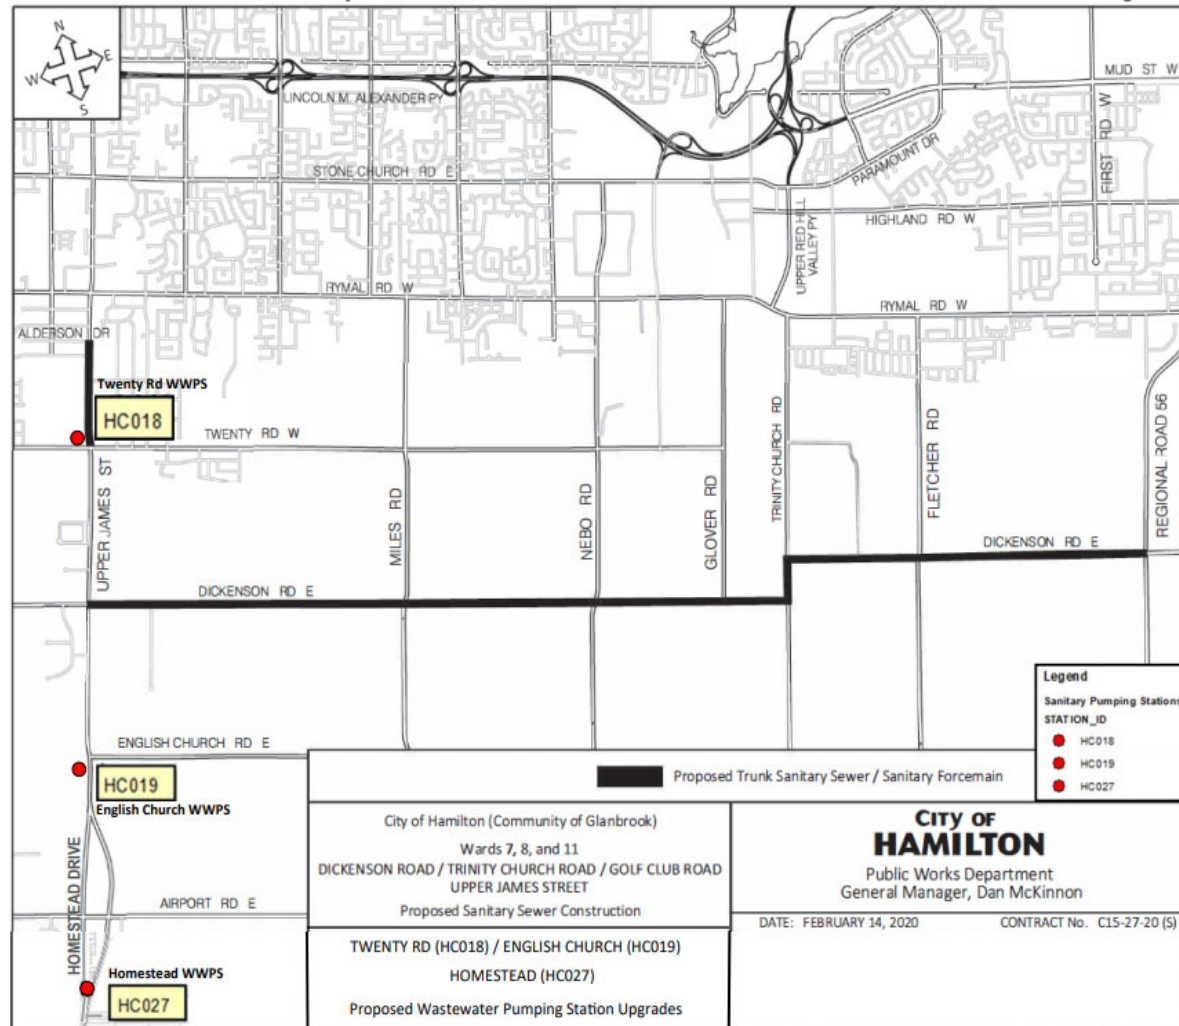 N
E
W
S
LINCOLN M. ALEXANDER PY
MUD ST W
STONE CHURCH RD E
PARAMOUNT DR
FIRST RD W
HIGHLAND RD W
UPPER RED HILL
VALLEY PY
RYMAL RD W
RYMAL RD W
ALDERSON DR
Twenty Rd WWPS
HC018
TWENTY RD W
UPPER JAMES ST
MILES RD
NEBO RD
GLOVER RD
TRINITY CHURCH RD
FLETCHER RD
REGIONAL ROAD 56
DICKENSON RD E
DICKENSON RD E
ENGLISH CHURCH RD E
HC019
English Church WWPS
HOMESTEAD DRIVE
AIRPORT RD E
Homestead WWPS
HC027
Legend
Sanitary Pumping Stations
STATION_ID
HC018
HC019
HC027
Proposed Trunk Sanitary Sewer / Sanitary Forcemain
City of Hamilton (Community of Glanbrook)
Wards 7, 8, and 11
DICKENSON ROAD / TRINITY CHURCH ROAD / GOLF CLUB ROAD
UPPER JAMES STREET
Proposed Sanitary Sewer Construction
TWENTY RD (HC018) / ENGLISH CHURCH (HC019)
HOMESTEAD (HC027)
Proposed Wastewater Pumping Station Upgrades
CITY OF
HAMILTON
Public Works Department
General Manager, Dan McKinnon
DATE: FEBRUARY 14, 2020 CONTRACT No. C15-27-20 (S)